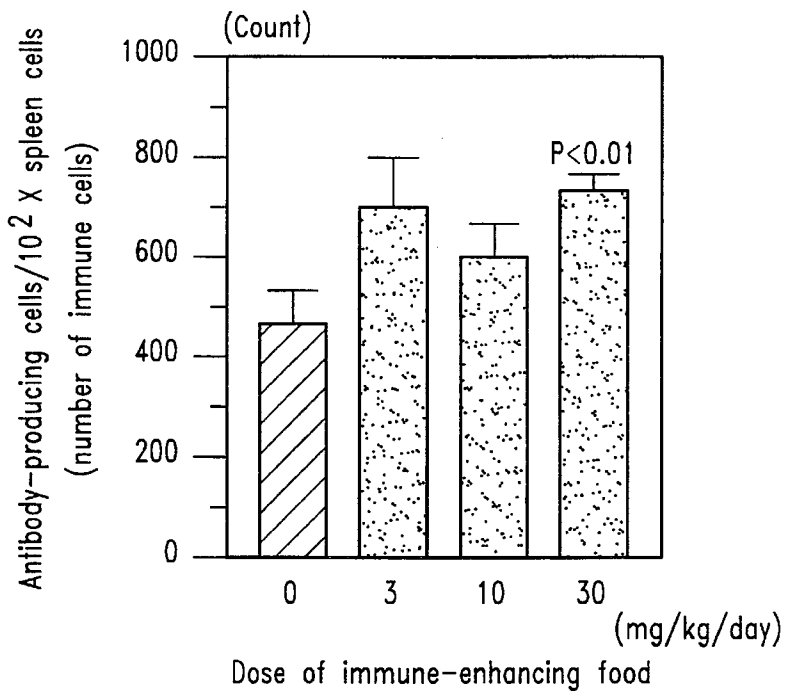 (Count)
Antibody-producing cells/10² X spleen cells
(number of immune cells)
1000
800
600
400
200
0
P<0.01
0 3 10 30
(mg/kg/day)
Dose of immune-enhancing food